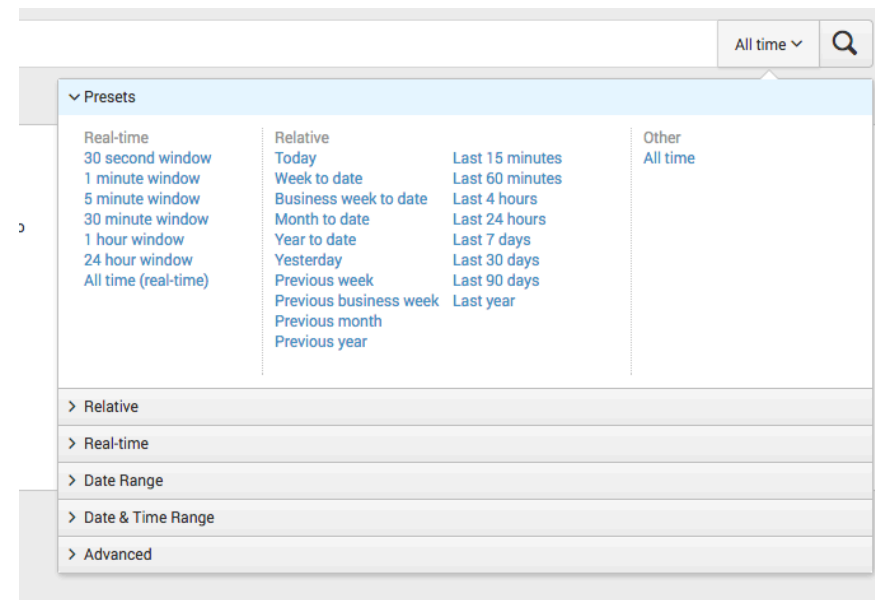 All time
Presets
Real-time
30 second window
1 minute window
5 minute window
30 minute window
1 hour window
24 hour window
All time (real-time)
Relative
Today
Week to date
Business week to date
Month to date
Year to date
Yesterday
Previous week
Previous business week
Previous month
Previous year
Last 15 minutes
Last 60 minutes
Last 4 hours
Last 24 hours
Last 7 days
Last 30 days
Last 90 days
Last year
Other
All time
Relative
Real-time
Date Range
Date & Time Range
Advanced